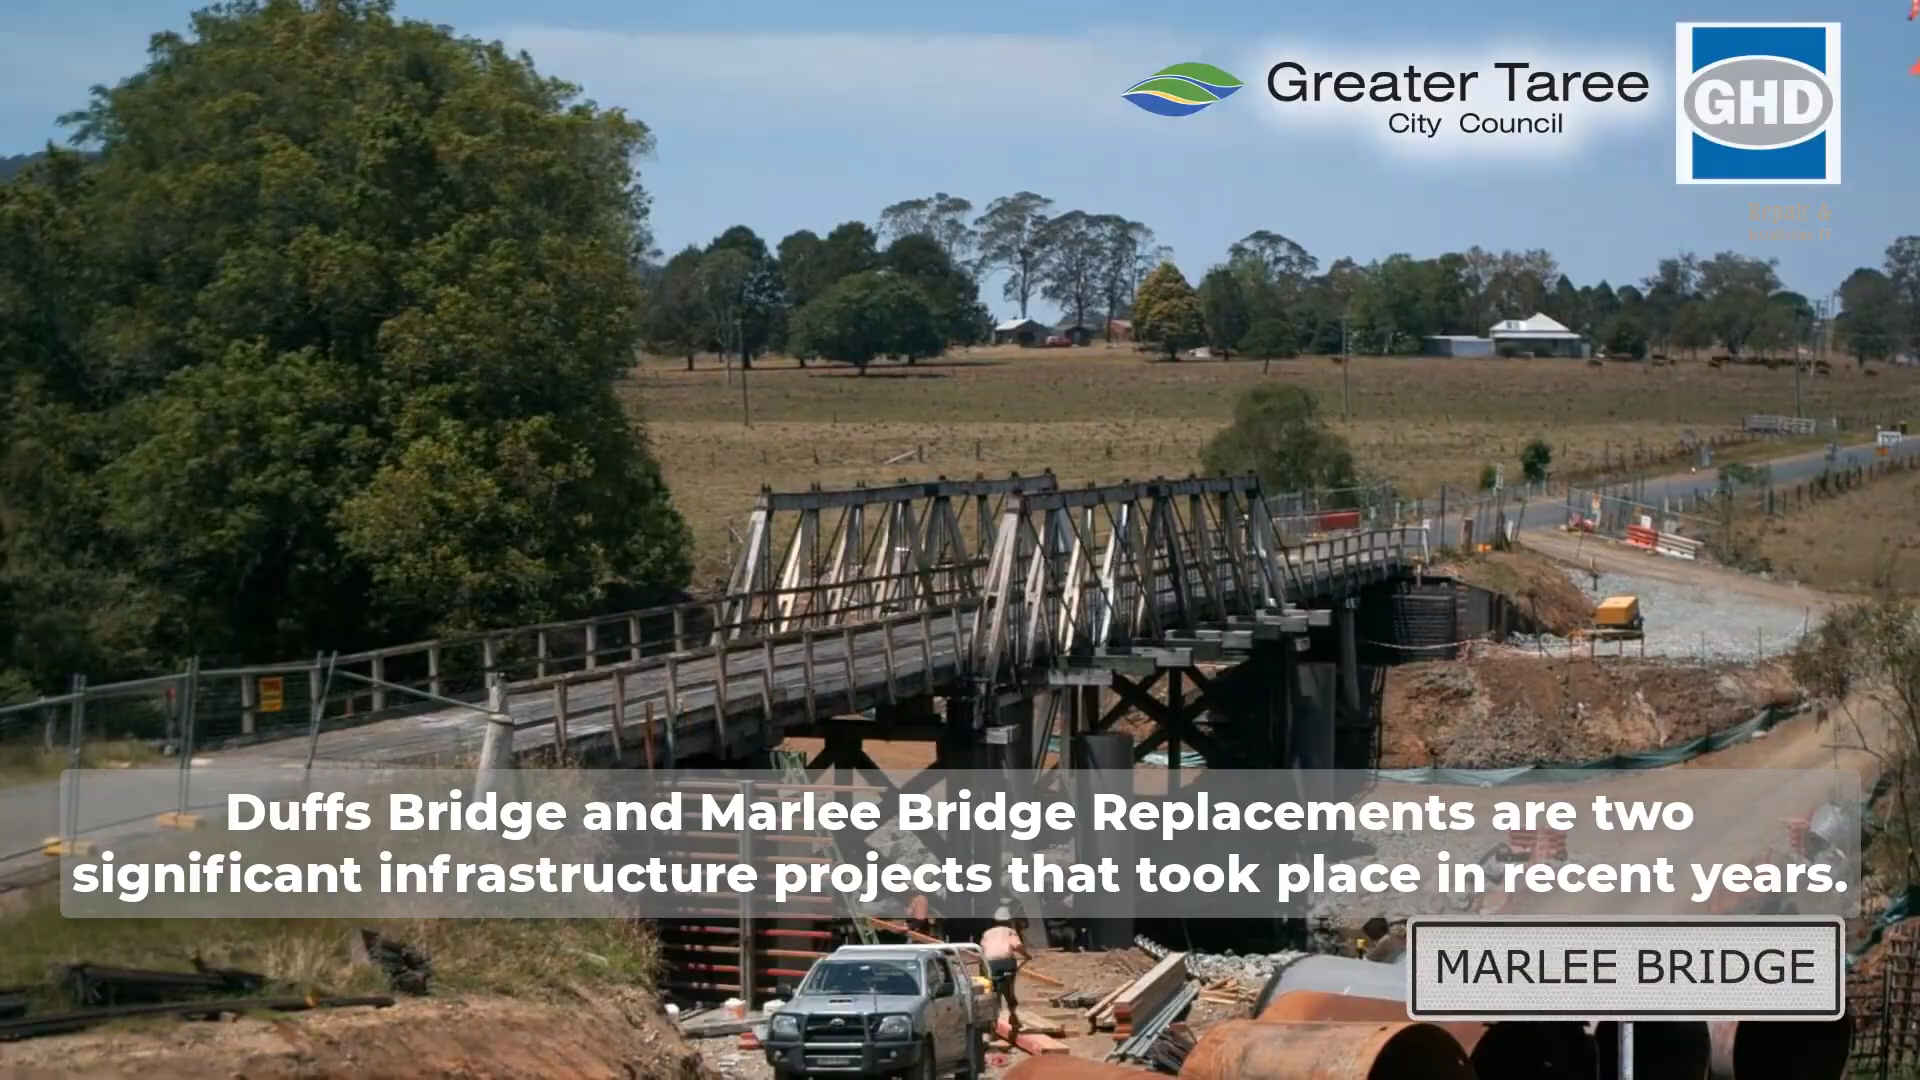 Greater Taree
City Council
GHD
Duffs Bridge and Marlee Bridge Replacements are two
significant infrastructure projects that took place in recent years.
MARLEE BRIDGE